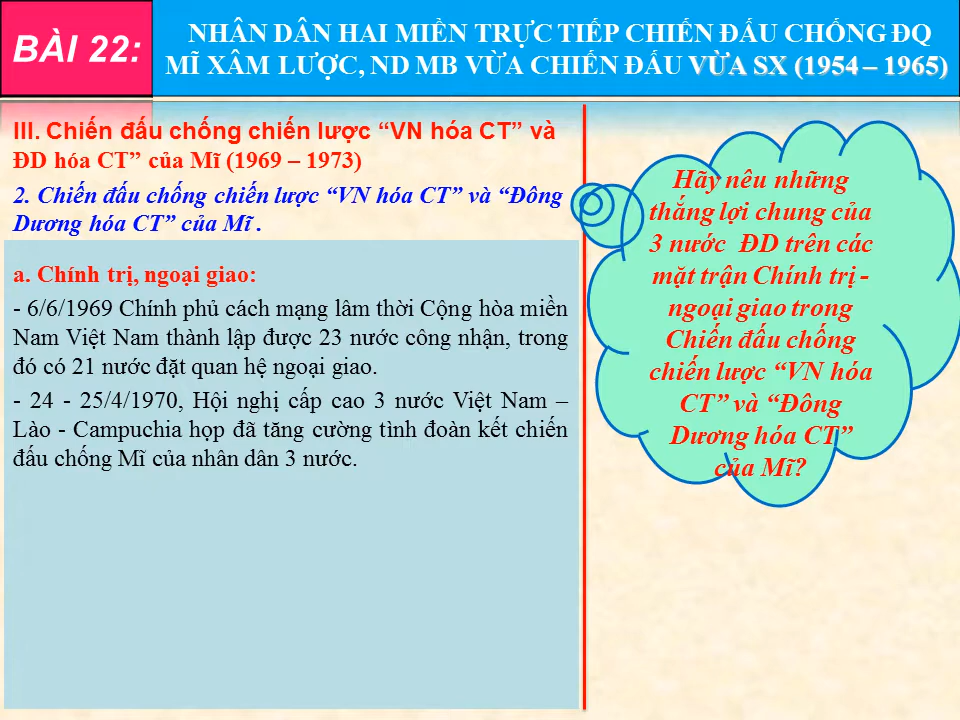 BÀI 22:
NHÂN DÂN HAI MIỀN TRỰC TIẾP CHIẾN ĐẤU CHỐNG ĐQ
MĨ XÂM LƯỢC, ND MB VỪA CHIẾN ĐẤU VỪA SX (1954 – 1965)
III. Chiến đấu chống chiến lược “VN hóa CT” và
ĐD hóa CT” của Mĩ (1969 – 1973)
2. Chiến đấu chống chiến lược “VN hóa CT” và “Đông
Dương hóa CT” của Mĩ .
a. Chính trị, ngoại giao:
- 6/6/1969 Chính phủ cách mạng lâm thời Cộng hòa miền
Nam Việt Nam thành lập được 23 nước công nhận, trong
đó có 21 nước đặt quan hệ ngoại giao.
- 24 - 25/4/1970, Hội nghị cấp cao 3 nước Việt Nam –
Lào - Campuchia họp đã tăng cường tình đoàn kết chiến
đấu chống Mĩ của nhân dân 3 nước.
Hãy nêu những
thắng lợi chung của
3 nước ĐD trên các
mặt trận Chính trị -
ngoại giao trong
Chiến đấu chống
chiến lược “VN hóa
CT” và “Đông
Dương hóa CT”
của Mĩ?